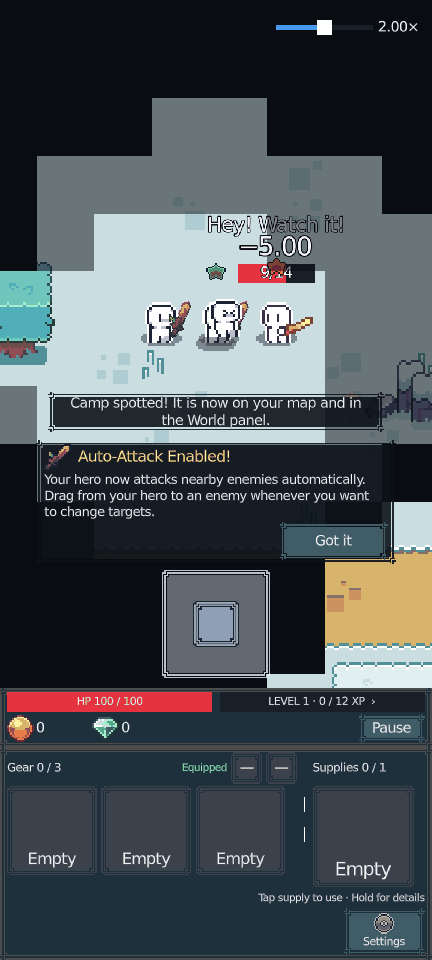 2.00×
Hey! Watch it!
−5.00
Camp spotted! It is now on your map and in
the World panel.
Auto-Attack Enabled!
Your hero now attacks nearby enemies automatically.
Drag from your hero to an enemy whenever you want
to change targets.
Got it
HP 100 / 100
LEVEL 1 · 0 / 12 XP ›
0
0
Pause
Gear 0 / 3
Equipped
—
—
Supplies 0 / 1
Empty
Empty
Empty
Empty
Tap supply to use · Hold for details
Settings